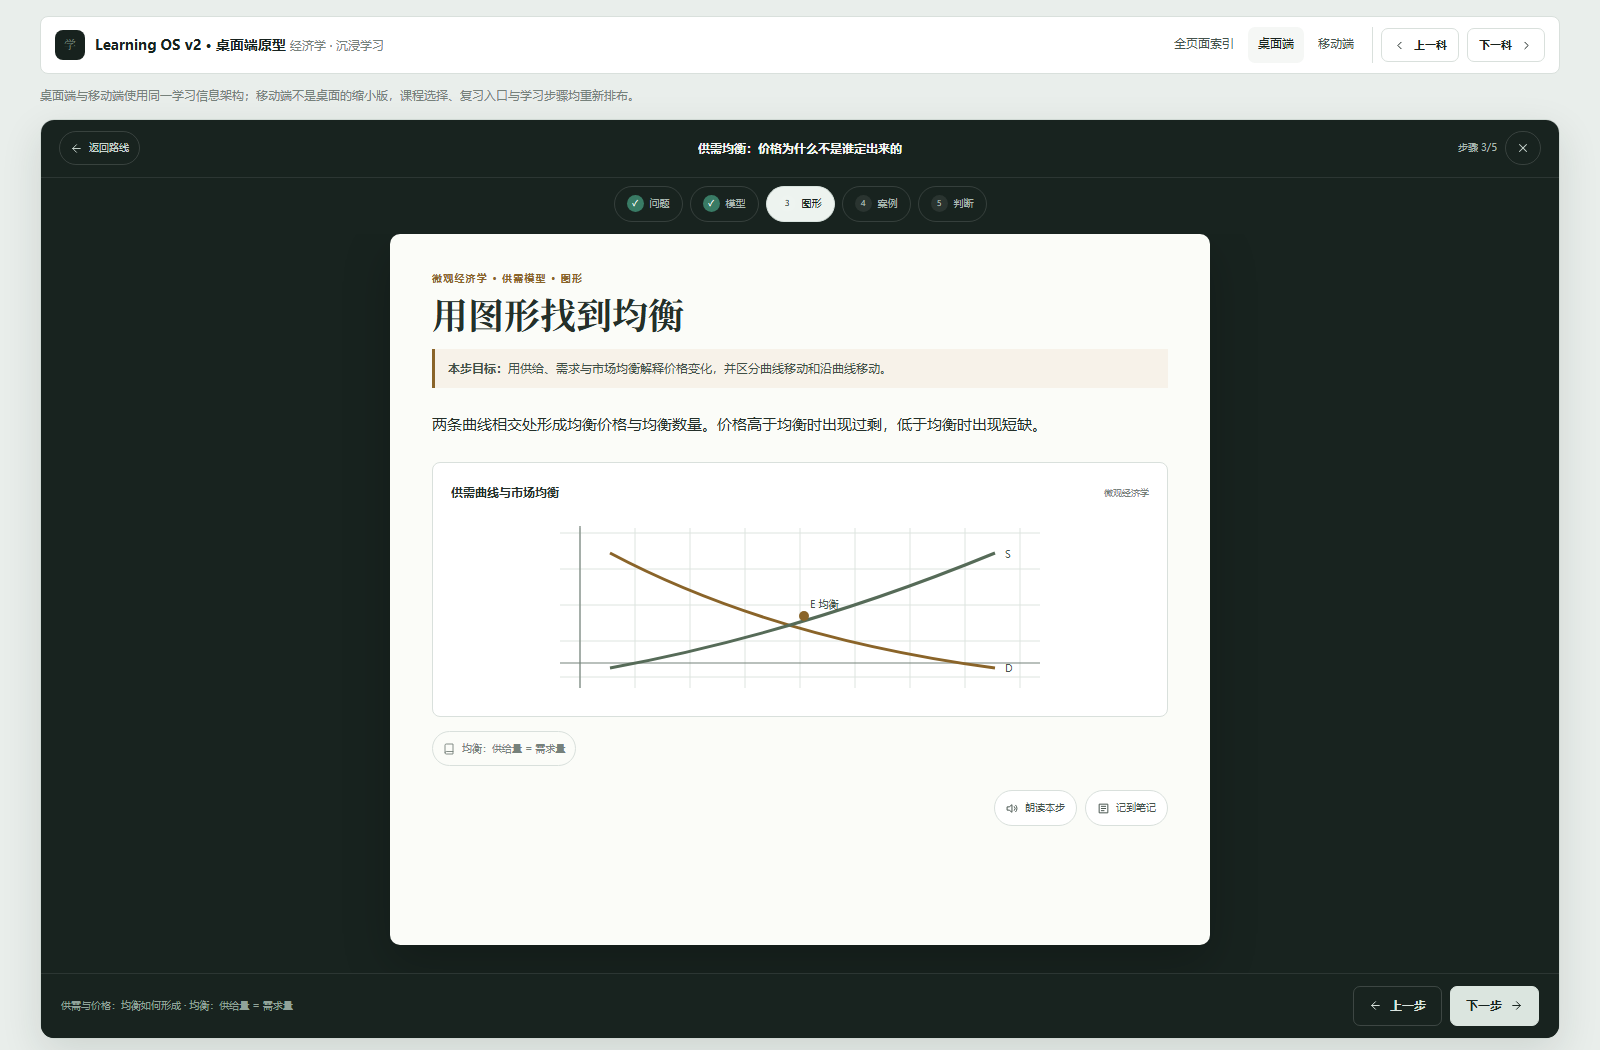 学 Learning OS v2 • 桌面端原型 经济学 · 沉浸学习 全页面索引 桌面端 移动端 上一科 下一科
桌面端与移动端使用同一学习信息架构；移动端不是桌面的缩小版，课程选择、复习入口与学习步骤均重新排布。
返回路线 供需均衡：价格为什么不是谁定出来的 步骤 3/5
✓ 问题 ✓ 模型 3 图形 4 案例 5 判断
微观经济学 • 供需模型 • 图形
用图形找到均衡
本步目标：用供给、需求与市场均衡解释价格变化，并区分曲线移动和沿曲线移动。
两条曲线相交处形成均衡价格与均衡数量。价格高于均衡时出现过剩，低于均衡时出现短缺。
供需曲线与市场均衡 微观经济学
S
E 均衡
D
均衡：供给量 = 需求量
朗读本步 记到笔记
供需与价格：均衡如何形成 · 均衡：供给量 = 需求量 上一步 下一步